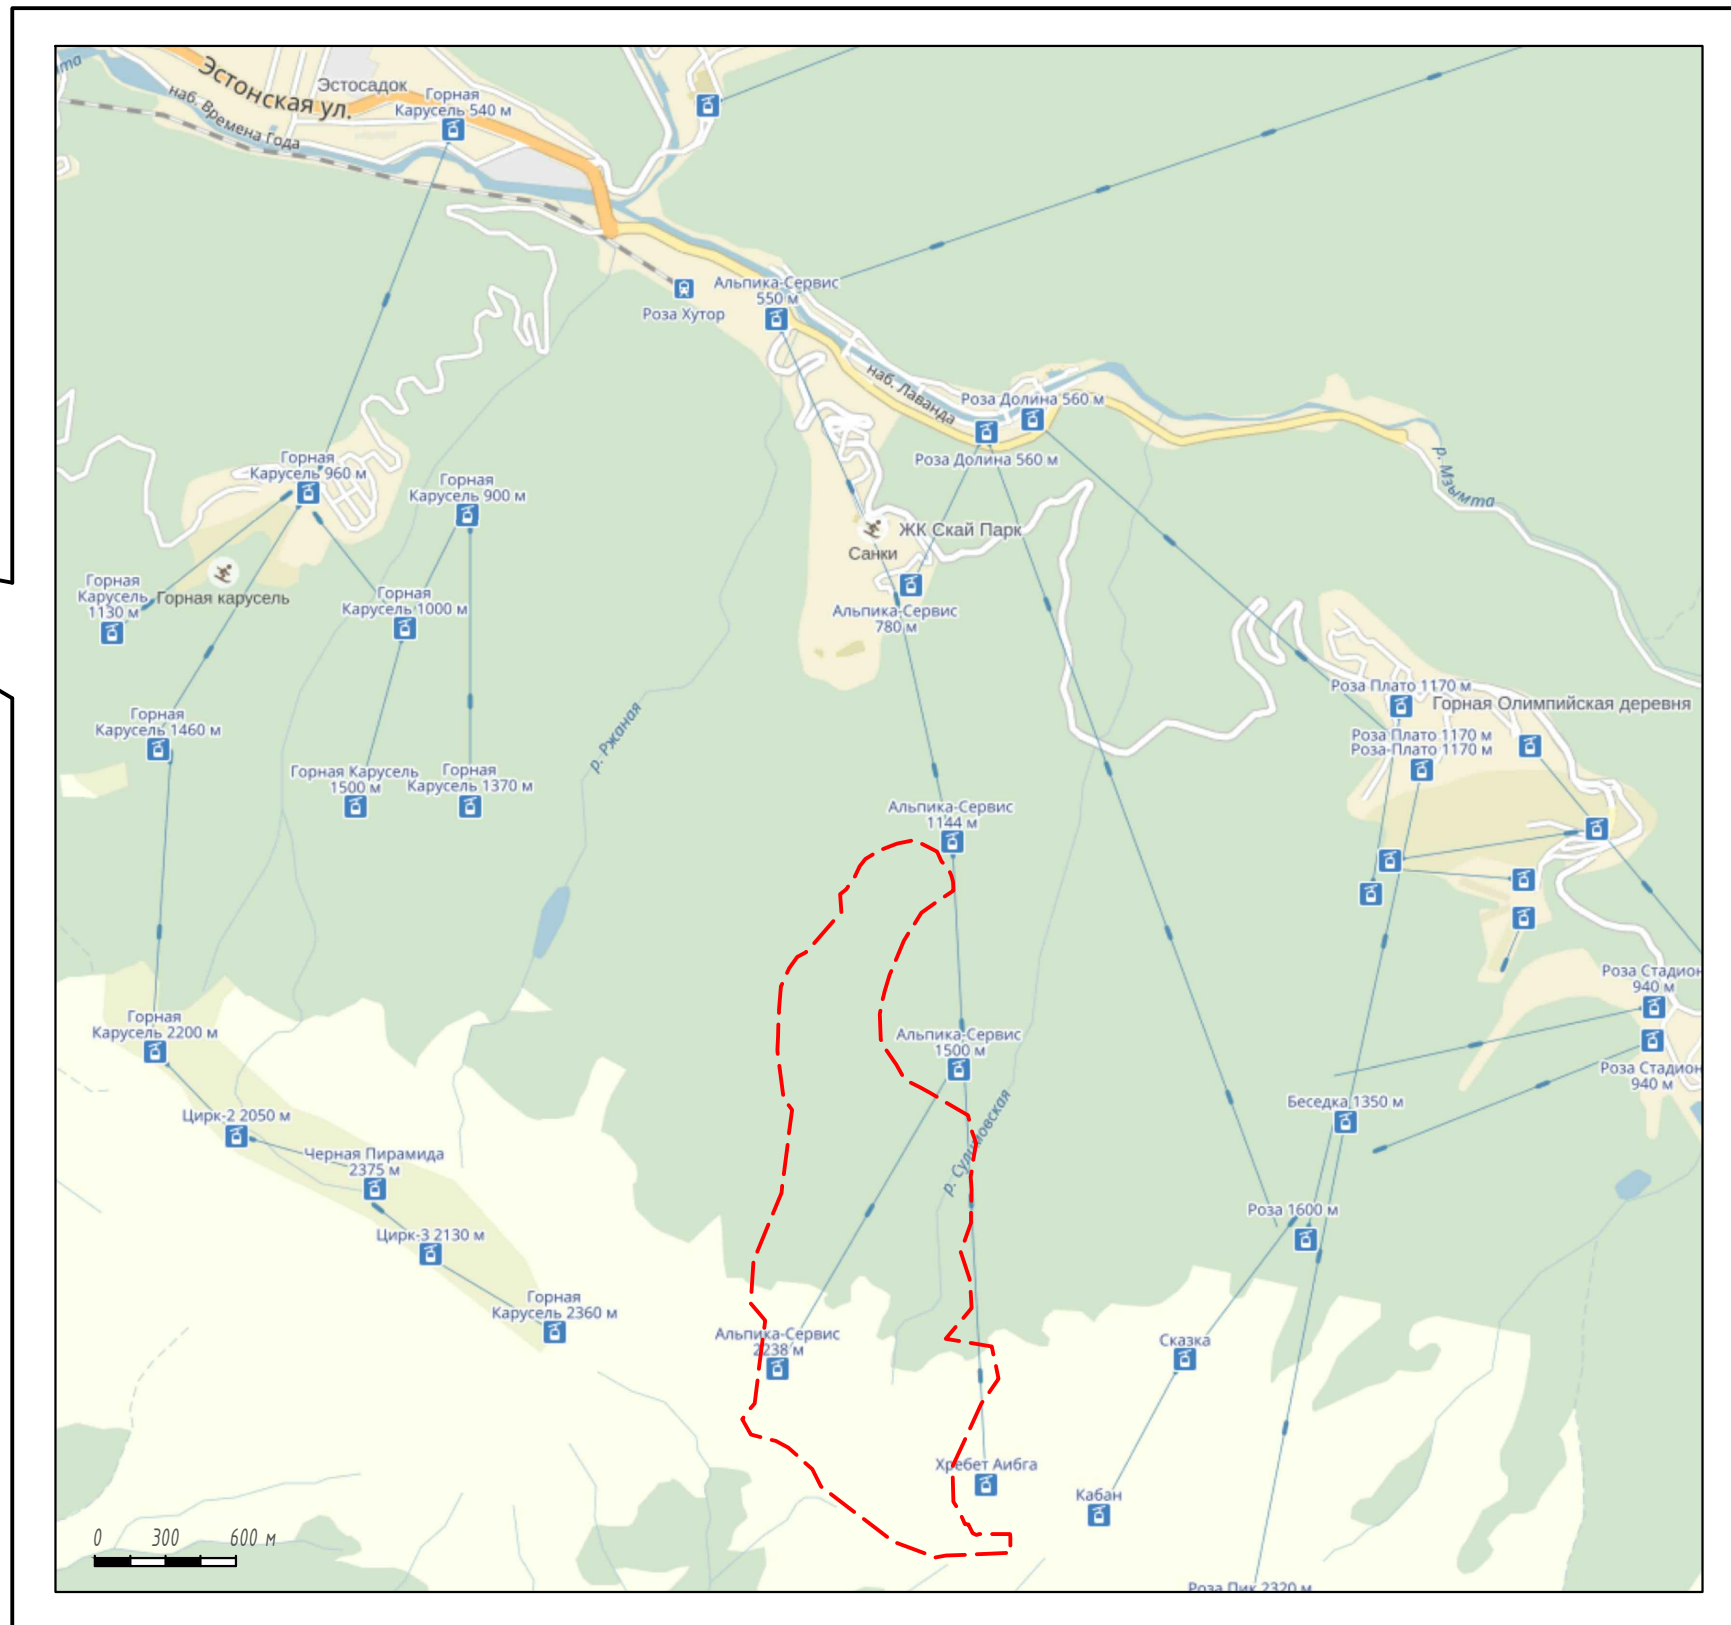 Эстонская ул.
Эстосадок
наб. Времена Года
Горная
Карусель 540 м
Альпика-Сервис
550 м
Роза Хутор
наб. Лаванда
Роза Долина 560 м
Роза Долина 560 м
р. Мзымта
Горная
Карусель 960 м
Горная
Карусель 900 м
ЖК Скай Парк
Санки
Горная
Карусель
1130 м
Горная карусель
Горная
Карусель 1000 м
Альпика-Сервис
780 м
Роза Плато 1170 м
Горная Олимпийская деревня
Горная
Карусель 1460 м
Роза Плато 1170 м
Роза-Плато 1170 м
р. Ржаная
Горная Карусель
1500 м
Горная
Карусель 1370 м
Альпика-Сервис
1144 м
Роза Стадион
940 м
Горная
Карусель 2200 м
Альпика-Сервис
1500 м
Роза Стадион
940 м
Цирк-2 2050 м
Беседка 1350 м
Черная Пирамида
2375 м
р. Сулимовская
Роза 1600 м
Цирк-3 2130 м
Горная
Карусель 2360 м
Альпика-Сервис
2238 м
Сказка
Хребет Аибга
Кабан
0 300 600 м
Роза Пик 2320 м